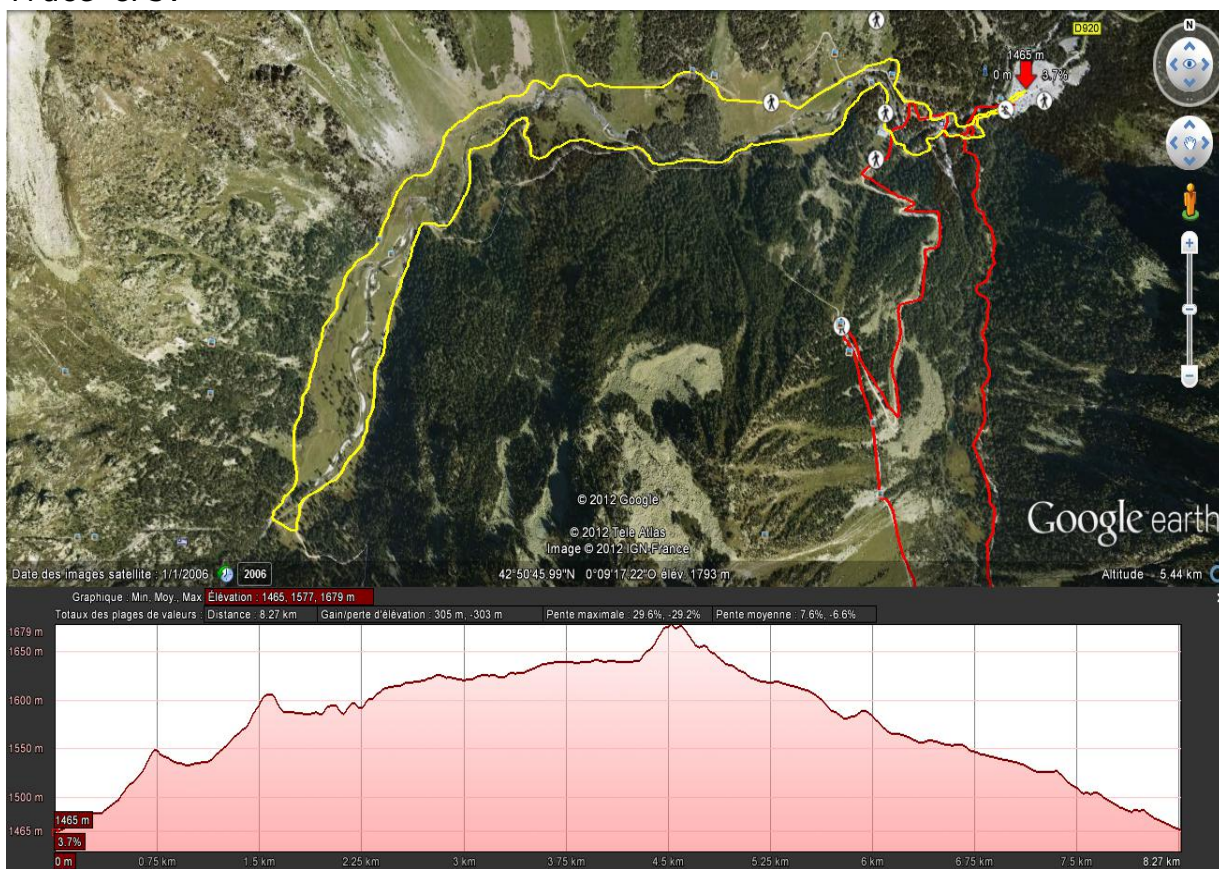 D920
N
1465 m
0 m 3.7%
© 2012 Google
© 2012 Tele Atlas
Image © 2012 IGN-France
Google earth
Date des images satellite : 1/1/2006 2006 42°50'45.99"N 0°09'17.22"O élév. 1793 m Altitude 5.44 km
Graphique : Min, Moy., Max Élévation : 1465, 1577, 1679 m
Totaux des plages de valeurs : Distance : 8.27 km Gain/perte d'élévation : 305 m, -303 m Pente maximale : 29.6%, -29.2% Pente moyenne : 7.6%, -6.6%
1679 m
1650 m
1600 m
1550 m
1500 m
1465 m
1465 m
3.7%
0 m 0.75 km 1.5 km 2.25 km 3 km 3.75 km 4.5 km 5.25 km 6 km 6.75 km 7.5 km 8.27 km